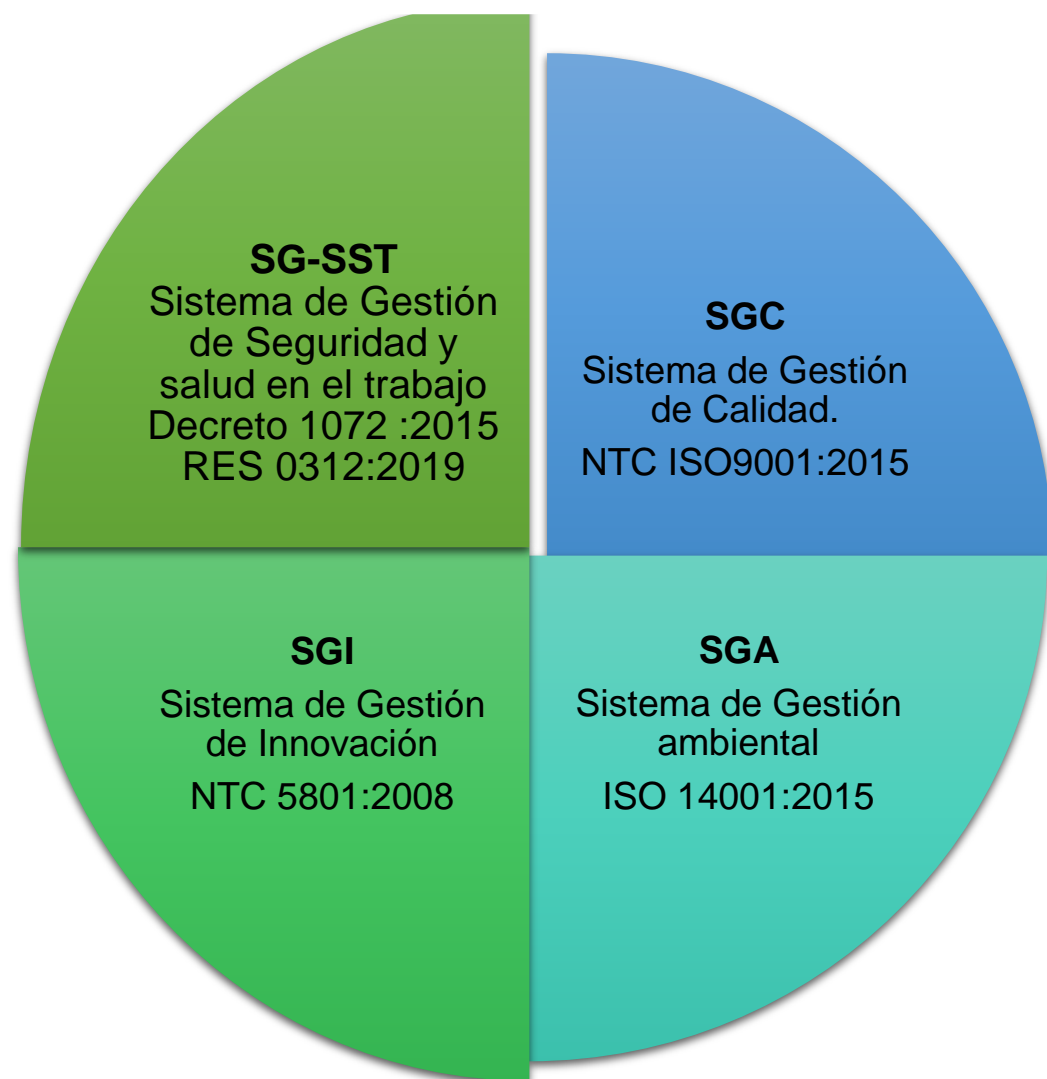 SG-SST
Sistema de Gestión
de Seguridad y
salud en el trabajo
Decreto 1072 :2015
RES 0312:2019
SGC
Sistema de Gestión
de Calidad.
NTC ISO9001:2015
SGI
Sistema de Gestión
de Innovación
NTC 5801:2008
SGA
Sistema de Gestión
ambiental
ISO 14001:2015